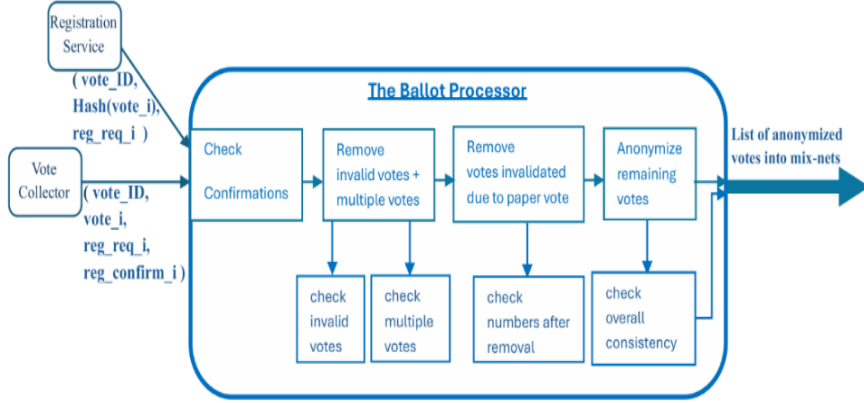 Registration
Service
( vote_ID,
Hash(vote_i),
reg_req_i )
Vote
Collector
( vote_ID,
vote_i,
reg_req_i,
reg_confirm_i )
The Ballot Processor
Check
Confirmations
Remove
invalid votes +
multiple votes
Remove
votes invalidated
due to paper vote
Anonymize
remaining
votes
List of anonymized
votes into mix-nets
check
invalid
votes
check
multiple
votes
check
numbers after
removal
check
overall
consistency